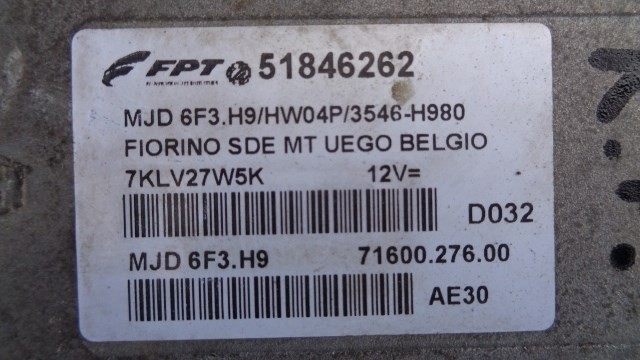 FPT 51846262
MJD 6F3.H9/HW04P/3546-H980
FIORINO SDE MT UEGO BELGIO
7KLV27W5K 12V=
D032
MJD 6F3.H9 71600.276.00
AE30